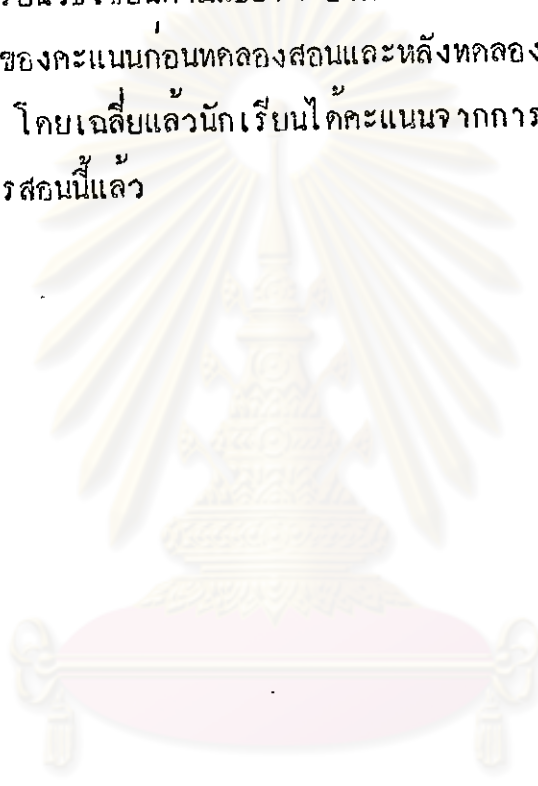 ของคะแนนก่อนทดลองสอนและหลังทดลอง
โดยเฉลี่ยแล้วนักเรียนได้คะแนนจากการ
รสอนนี้แล้ว